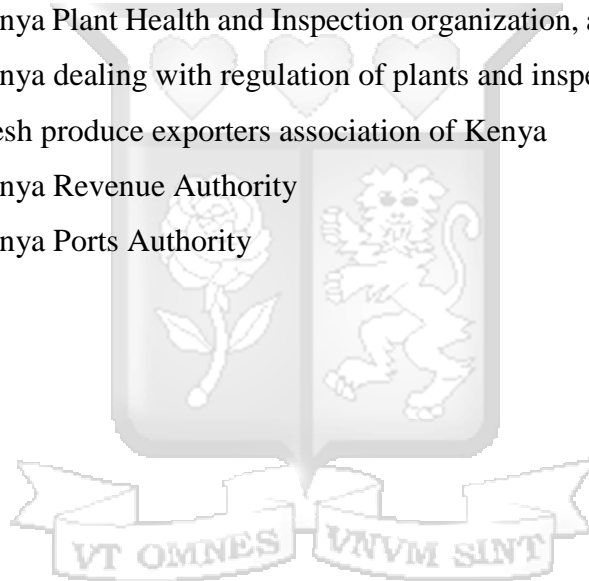 nya Plant Health and Inspection organization, a
nya dealing with regulation of plants and inspe
esh produce exporters association of Kenya
nya Revenue Authority
nya Ports Authority
VT OMNES VNVM SINT